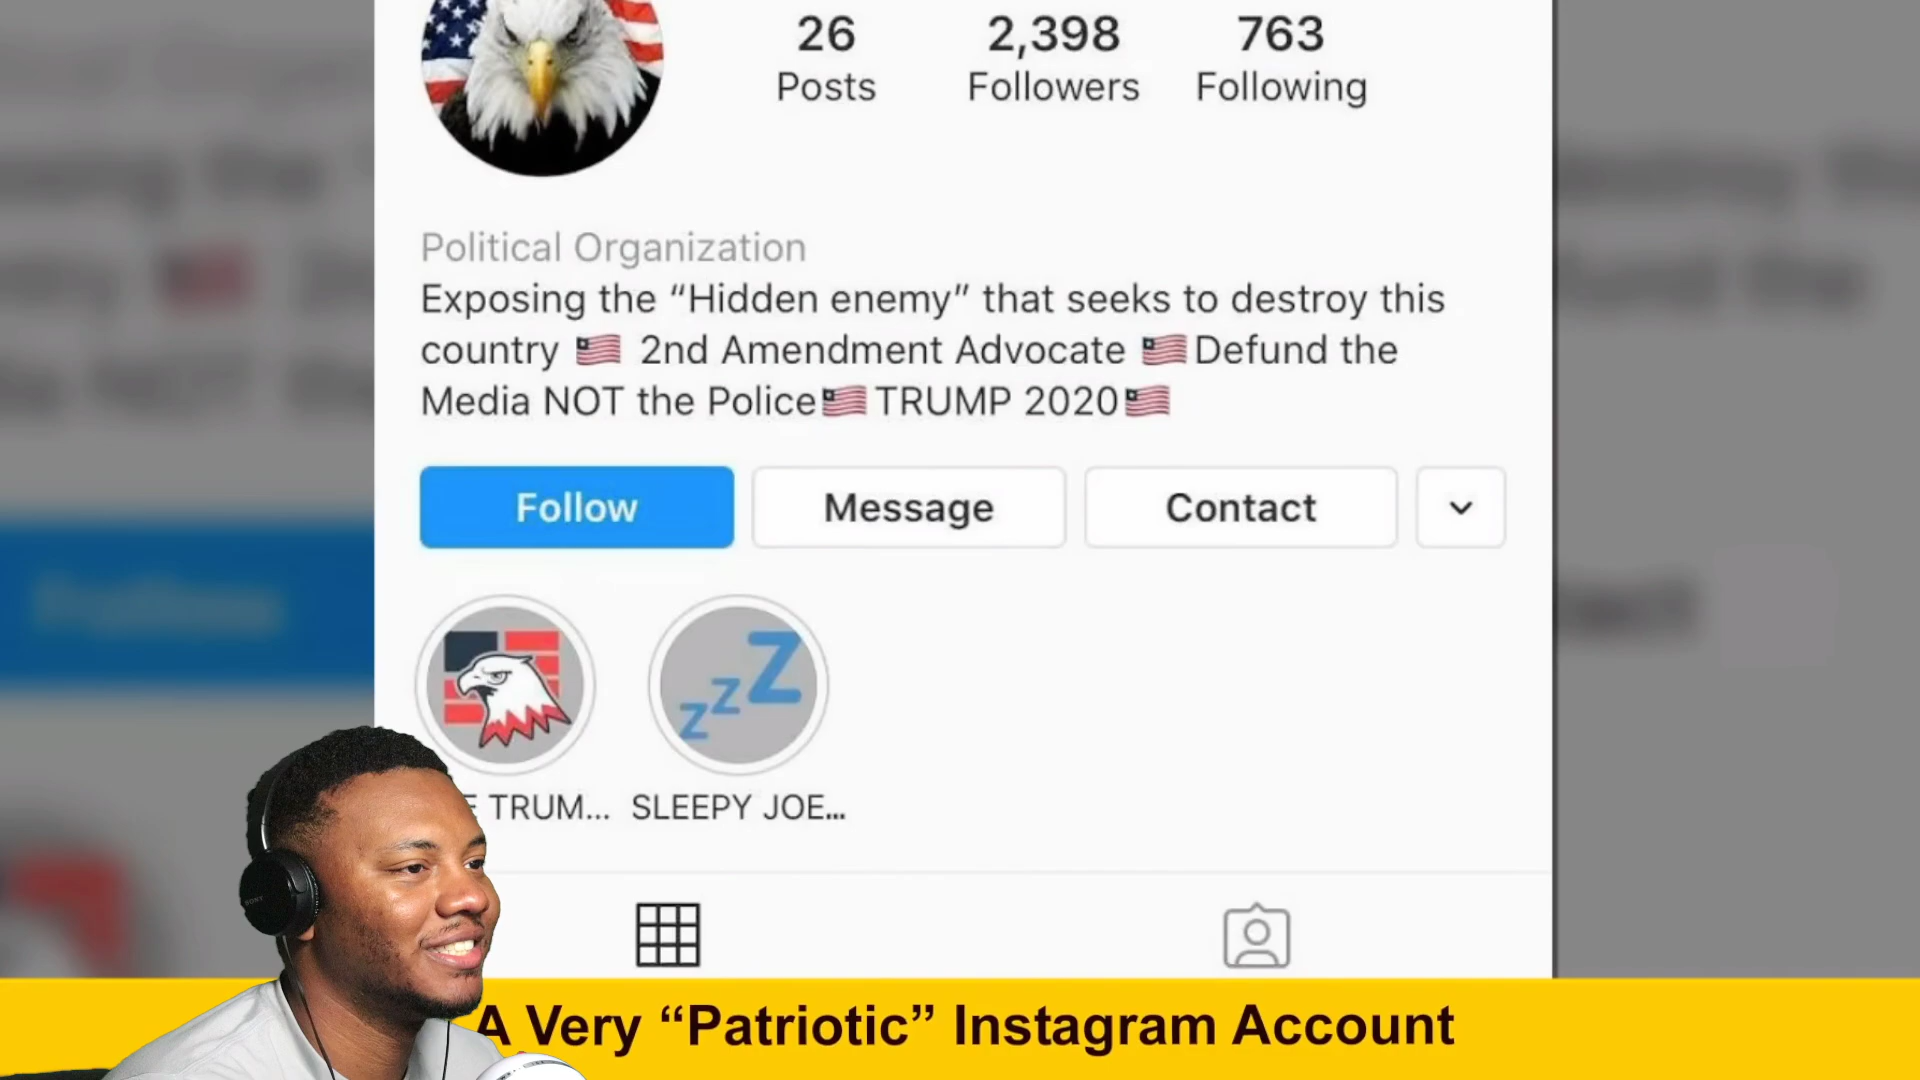 26 2,398 763
Posts Followers Following
Political Organization
Exposing the “Hidden enemy” that seeks to destroy this
country 🇺🇸 2nd Amendment Advocate 🇺🇸Defund the
Media NOT the Police🇺🇸TRUMP 2020🇺🇸
Follow Message Contact
z z Z
TRUM... SLEEPY JOE...
SONY
A Very “Patriotic” Instagram Account